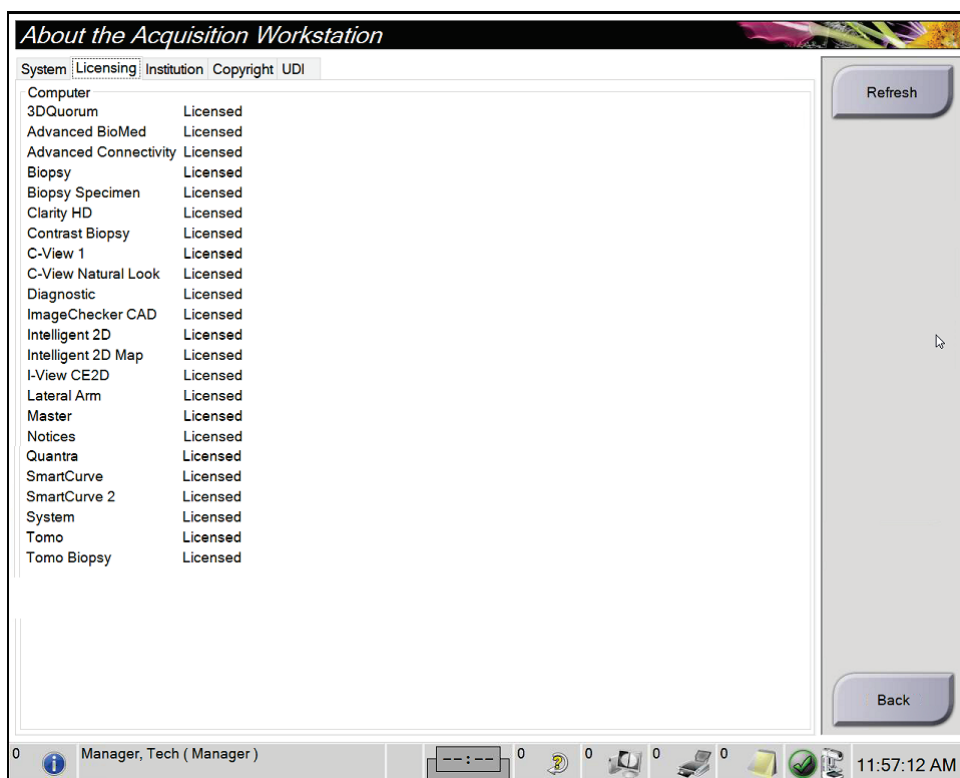 About the Acquisition Workstation
System Licensing Institution Copyright UDI
Refresh
Computer
3DQuorum Licensed
Advanced BioMed Licensed
Advanced Connectivity Licensed
Biopsy Licensed
Biopsy Specimen Licensed
Clarity HD Licensed
Contrast Biopsy Licensed
C-View 1 Licensed
C-View Natural Look Licensed
Diagnostic Licensed
ImageChecker CAD Licensed
Intelligent 2D Licensed
Intelligent 2D Map Licensed
I-View CE2D Licensed
Lateral Arm Licensed
Master Licensed
Notices Licensed
Quantra Licensed
SmartCurve Licensed
SmartCurve 2 Licensed
System Licensed
Tomo Licensed
Tomo Biopsy Licensed
Back
0 Manager, Tech ( Manager ) --:-- 0 0 0 0 11:57:12 AM